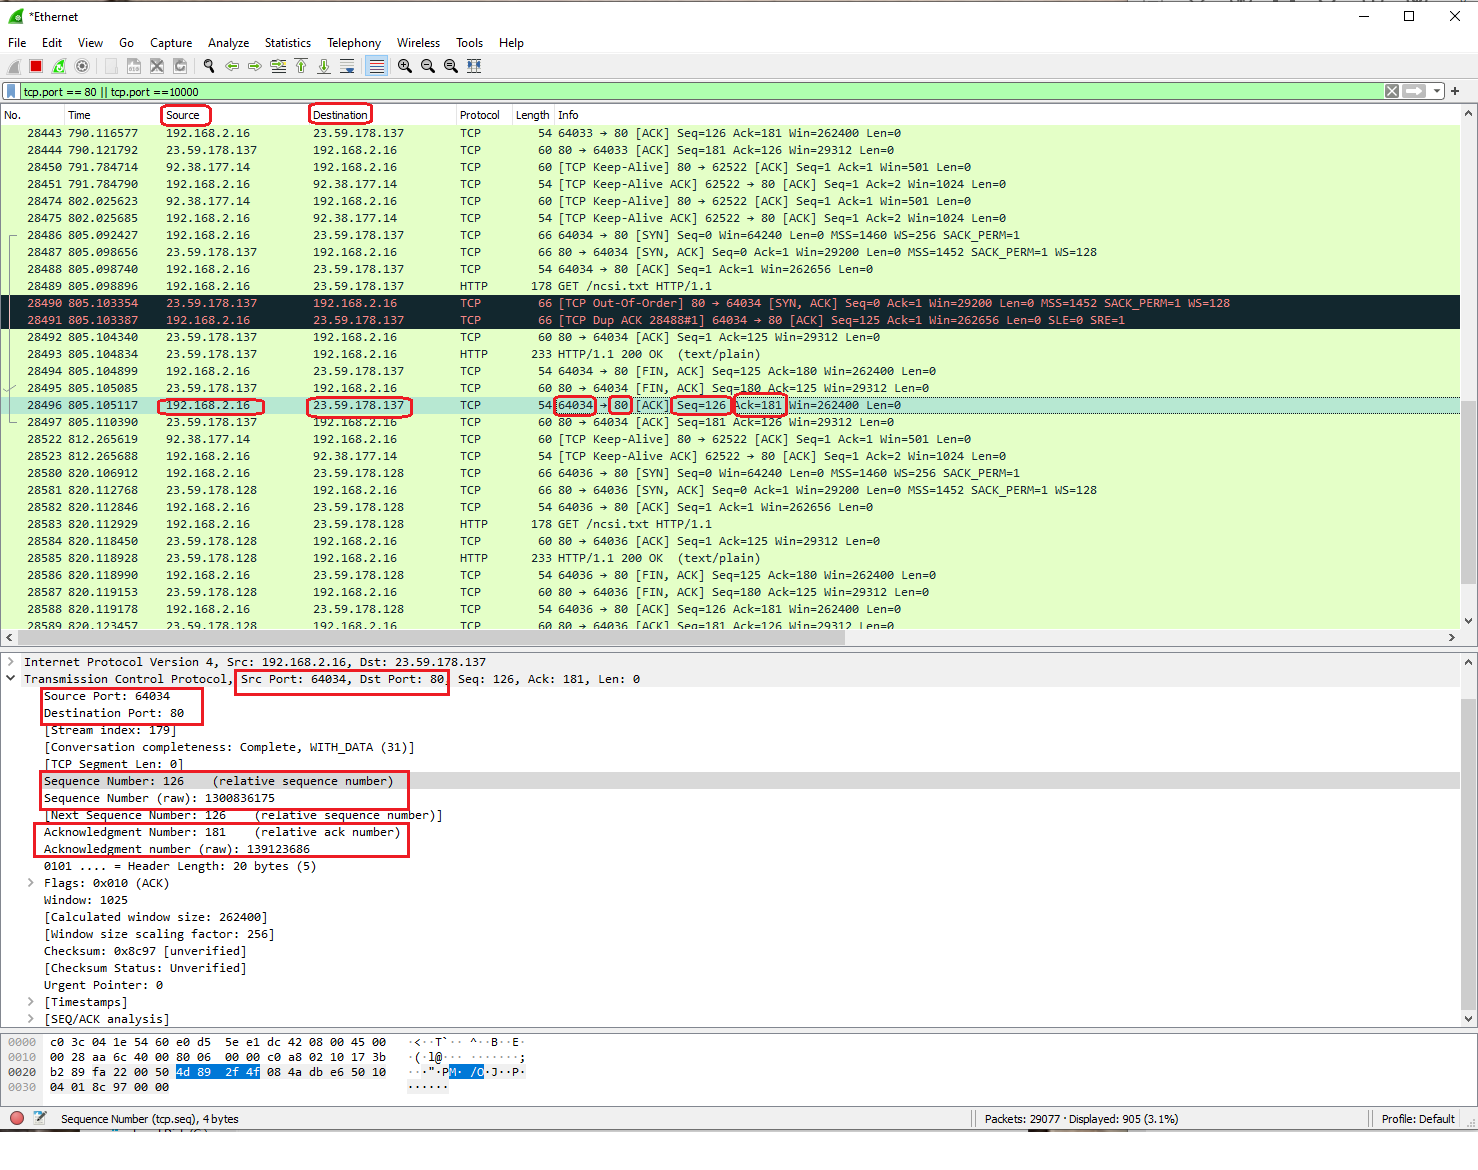 *Ethernet
File Edit View Go Capture Analyze Statistics Telephony Wireless Tools Help
tcp.port == 80 || tcp.port ==10000
No. Time Source Destination Protocol Length Info
28443 790.116577 192.168.2.16 23.59.178.137 TCP 54 64033 → 80 [ACK] Seq=126 Ack=181 Win=262400 Len=0
28444 790.121792 23.59.178.137 192.168.2.16 TCP 60 80 → 64033 [ACK] Seq=181 Ack=126 Win=29312 Len=0
28450 791.784714 92.38.177.14 192.168.2.16 TCP 60 [TCP Keep-Alive] 80 → 62522 [ACK] Seq=1 Ack=1 Win=501 Len=0
28451 791.784790 192.168.2.16 92.38.177.14 TCP 54 [TCP Keep-Alive ACK] 62522 → 80 [ACK] Seq=1 Ack=2 Win=1024 Len=0
28474 802.025623 92.38.177.14 192.168.2.16 TCP 60 [TCP Keep-Alive] 80 → 62522 [ACK] Seq=1 Ack=1 Win=501 Len=0
28475 802.025685 192.168.2.16 92.38.177.14 TCP 54 [TCP Keep-Alive ACK] 62522 → 80 [ACK] Seq=1 Ack=2 Win=1024 Len=0
28486 805.092427 192.168.2.16 23.59.178.137 TCP 66 64034 → 80 [SYN] Seq=0 Win=64240 Len=0 MSS=1460 WS=256 SACK_PERM=1
28487 805.098656 23.59.178.137 192.168.2.16 TCP 66 80 → 64034 [SYN, ACK] Seq=0 Ack=1 Win=29200 Len=0 MSS=1452 SACK_PERM=1 WS=128
28488 805.098740 192.168.2.16 23.59.178.137 TCP 54 64034 → 80 [ACK] Seq=1 Ack=1 Win=262656 Len=0
28489 805.098896 192.168.2.16 23.59.178.137 HTTP 178 GET /ncsi.txt HTTP/1.1
28490 805.103354 23.59.178.137 192.168.2.16 TCP 66 [TCP Out-Of-Order] 80 → 64034 [SYN, ACK] Seq=0 Ack=1 Win=29200 Len=0 MSS=1452 SACK_PERM=1 WS=128
28491 805.103387 192.168.2.16 23.59.178.137 TCP 66 [TCP Dup ACK 28488#1] 64034 → 80 [ACK] Seq=125 Ack=1 Win=262656 Len=0 SLE=0 SRE=1
28492 805.104340 23.59.178.137 192.168.2.16 TCP 60 80 → 64034 [ACK] Seq=1 Ack=125 Win=29312 Len=0
28493 805.104834 23.59.178.137 192.168.2.16 HTTP 233 HTTP/1.1 200 OK (text/plain)
28494 805.104899 192.168.2.16 23.59.178.137 TCP 54 64034 → 80 [FIN, ACK] Seq=125 Ack=180 Win=262400 Len=0
28495 805.105085 23.59.178.137 192.168.2.16 TCP 60 80 → 64034 [FIN, ACK] Seq=180 Ack=125 Win=29312 Len=0
28496 805.105117 192.168.2.16 23.59.178.137 TCP 54 64034 → 80 [ACK] Seq=126 Ack=181 Win=262400 Len=0
28497 805.110390 23.59.178.137 192.168.2.16 TCP 60 80 → 64034 [ACK] Seq=181 Ack=126 Win=29312 Len=0
28522 812.265619 92.38.177.14 192.168.2.16 TCP 60 [TCP Keep-Alive] 80 → 62522 [ACK] Seq=1 Ack=1 Win=501 Len=0
28523 812.265688 192.168.2.16 92.38.177.14 TCP 54 [TCP Keep-Alive ACK] 62522 → 80 [ACK] Seq=1 Ack=2 Win=1024 Len=0
28580 820.106912 192.168.2.16 23.59.178.128 TCP 66 64036 → 80 [SYN] Seq=0 Win=64240 Len=0 MSS=1460 WS=256 SACK_PERM=1
28581 820.112768 23.59.178.128 192.168.2.16 TCP 66 80 → 64036 [SYN, ACK] Seq=0 Ack=1 Win=29200 Len=0 MSS=1452 SACK_PERM=1 WS=128
28582 820.112846 192.168.2.16 23.59.178.128 TCP 54 64036 → 80 [ACK] Seq=1 Ack=1 Win=262656 Len=0
28583 820.112929 192.168.2.16 23.59.178.128 HTTP 178 GET /ncsi.txt HTTP/1.1
28584 820.118450 23.59.178.128 192.168.2.16 TCP 60 80 → 64036 [ACK] Seq=1 Ack=125 Win=29312 Len=0
28585 820.118928 23.59.178.128 192.168.2.16 HTTP 233 HTTP/1.1 200 OK (text/plain)
28586 820.118990 192.168.2.16 23.59.178.128 TCP 54 64036 → 80 [FIN, ACK] Seq=125 Ack=180 Win=262400 Len=0
28587 820.119153 23.59.178.128 192.168.2.16 TCP 60 80 → 64036 [FIN, ACK] Seq=180 Ack=125 Win=29312 Len=0
28588 820.119178 192.168.2.16 23.59.178.128 TCP 54 64036 → 80 [ACK] Seq=126 Ack=181 Win=262400 Len=0
28589 820.123457 23.59.178.128 192.168.2.16 TCP 60 80 → 64036 [ACK] Seq=181 Ack=126 Win=29312 Len=0
Internet Protocol Version 4, Src: 192.168.2.16, Dst: 23.59.178.137
Transmission Control Protocol, Src Port: 64034, Dst Port: 80, Seq: 126, Ack: 181, Len: 0
Source Port: 64034
Destination Port: 80
[Stream index: 179]
[Conversation completeness: Complete, WITH_DATA (31)]
[TCP Segment Len: 0]
Sequence Number: 126 (relative sequence number)
Sequence Number (raw): 1300836175
[Next Sequence Number: 126 (relative sequence number)]
Acknowledgment Number: 181 (relative ack number)
Acknowledgment number (raw): 139123686
0101 .... = Header Length: 20 bytes (5)
Flags: 0x010 (ACK)
Window: 1025
[Calculated window size: 262400]
[Window size scaling factor: 256]
Checksum: 0x8c97 [unverified]
[Checksum Status: Unverified]
Urgent Pointer: 0
[Timestamps]
[SEQ/ACK analysis]
0000 c0 3c 04 1e 54 60 e0 d5 5e e1 dc 42 08 00 45 00 ·<··T`·· ^··B··E·
0010 00 28 aa 6c 40 00 80 06 00 00 c0 a8 02 10 17 3b ·(·l@··· ·······;
0020 b2 89 fa 22 00 50 4d 89 2f 4f 08 4a db e6 50 10 ···"·PM· /O·J··P·
0030 04 01 8c 97 00 00 ······
Sequence Number (tcp.seq), 4 bytes Packets: 29077 · Displayed: 905 (3.1%) Profile: Default